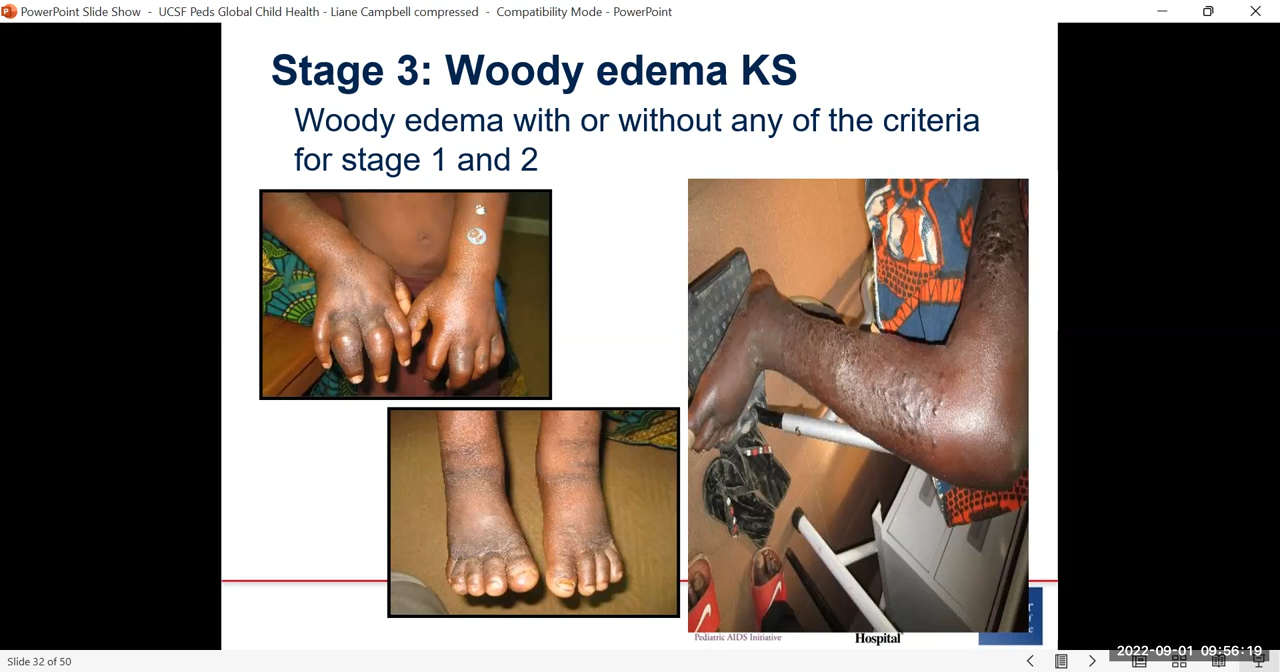 PowerPoint Slide Show - UCSF Peds Global Child Health - Liane Campbell compressed - Compatibility Mode - PowerPoint
Stage 3: Woody edema KS
Woody edema with or without any of the criteria
for stage 1 and 2
Pediatric AIDS Initiative
Hospital
2022-09-01 09:56:19
Slide 32 of 50